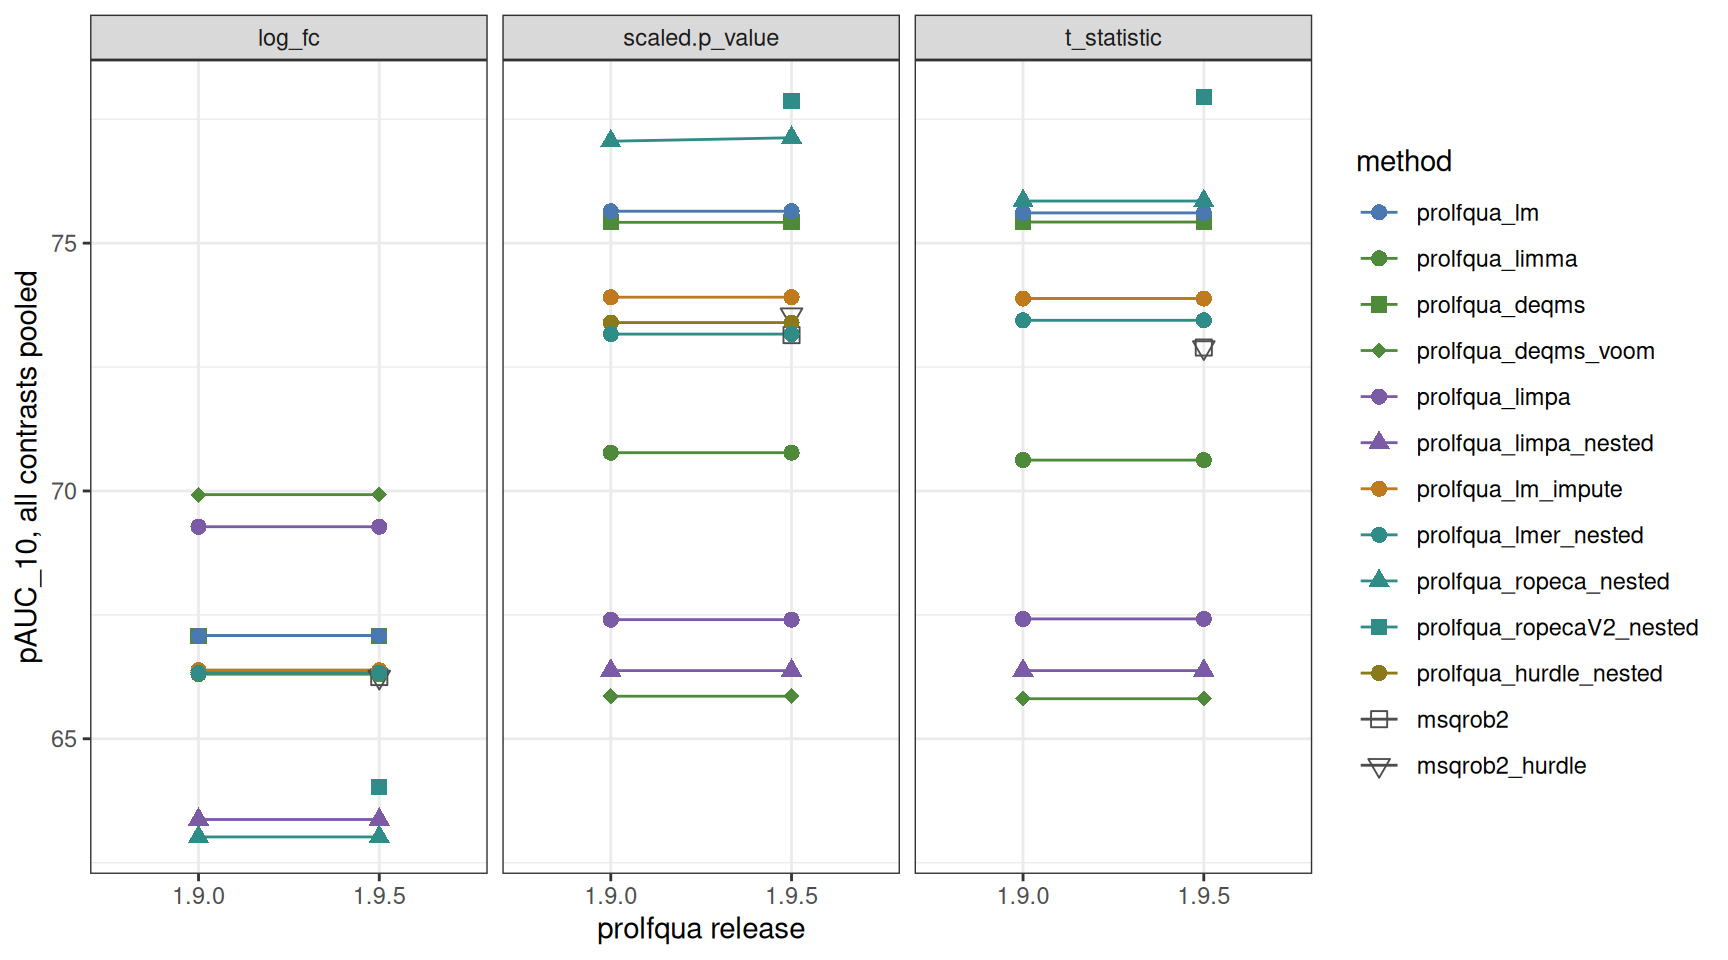 log_fc
scaled.p_value
t_statistic
pAUC_10, all contrasts pooled
75
70
65
1.9.0
1.9.5
1.9.0
1.9.5
1.9.0
1.9.5
prolfqua release
method
prolfqua_lm
prolfqua_limma
prolfqua_deqms
prolfqua_deqms_voom
prolfqua_limpa
prolfqua_limpa_nested
prolfqua_lm_impute
prolfqua_lmer_nested
prolfqua_ropeca_nested
prolfqua_ropecaV2_nested
prolfqua_hurdle_nested
msqrob2
msqrob2_hurdle